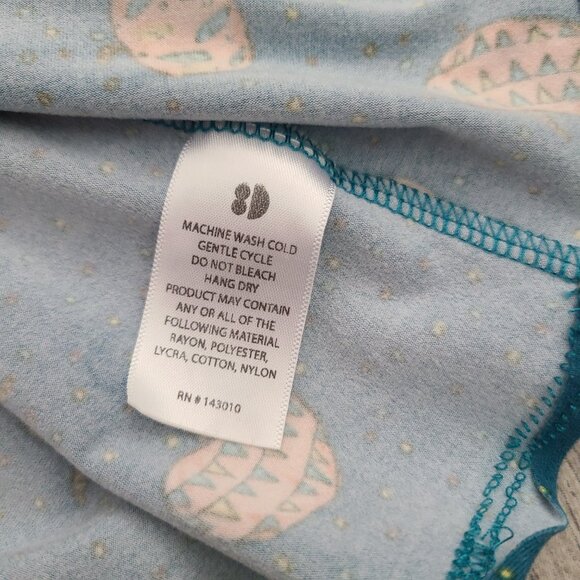 8D
MACHINE WASH COLD
GENTLE CYCLE
DO NOT BLEACH
HANG DRY
PRODUCT MAY CONTAIN
ANY OR ALL OF THE
FOLLOWING MATERIAL
RAYON, POLYESTER,
LYCRA, COTTON, NYLON
RN # 143010